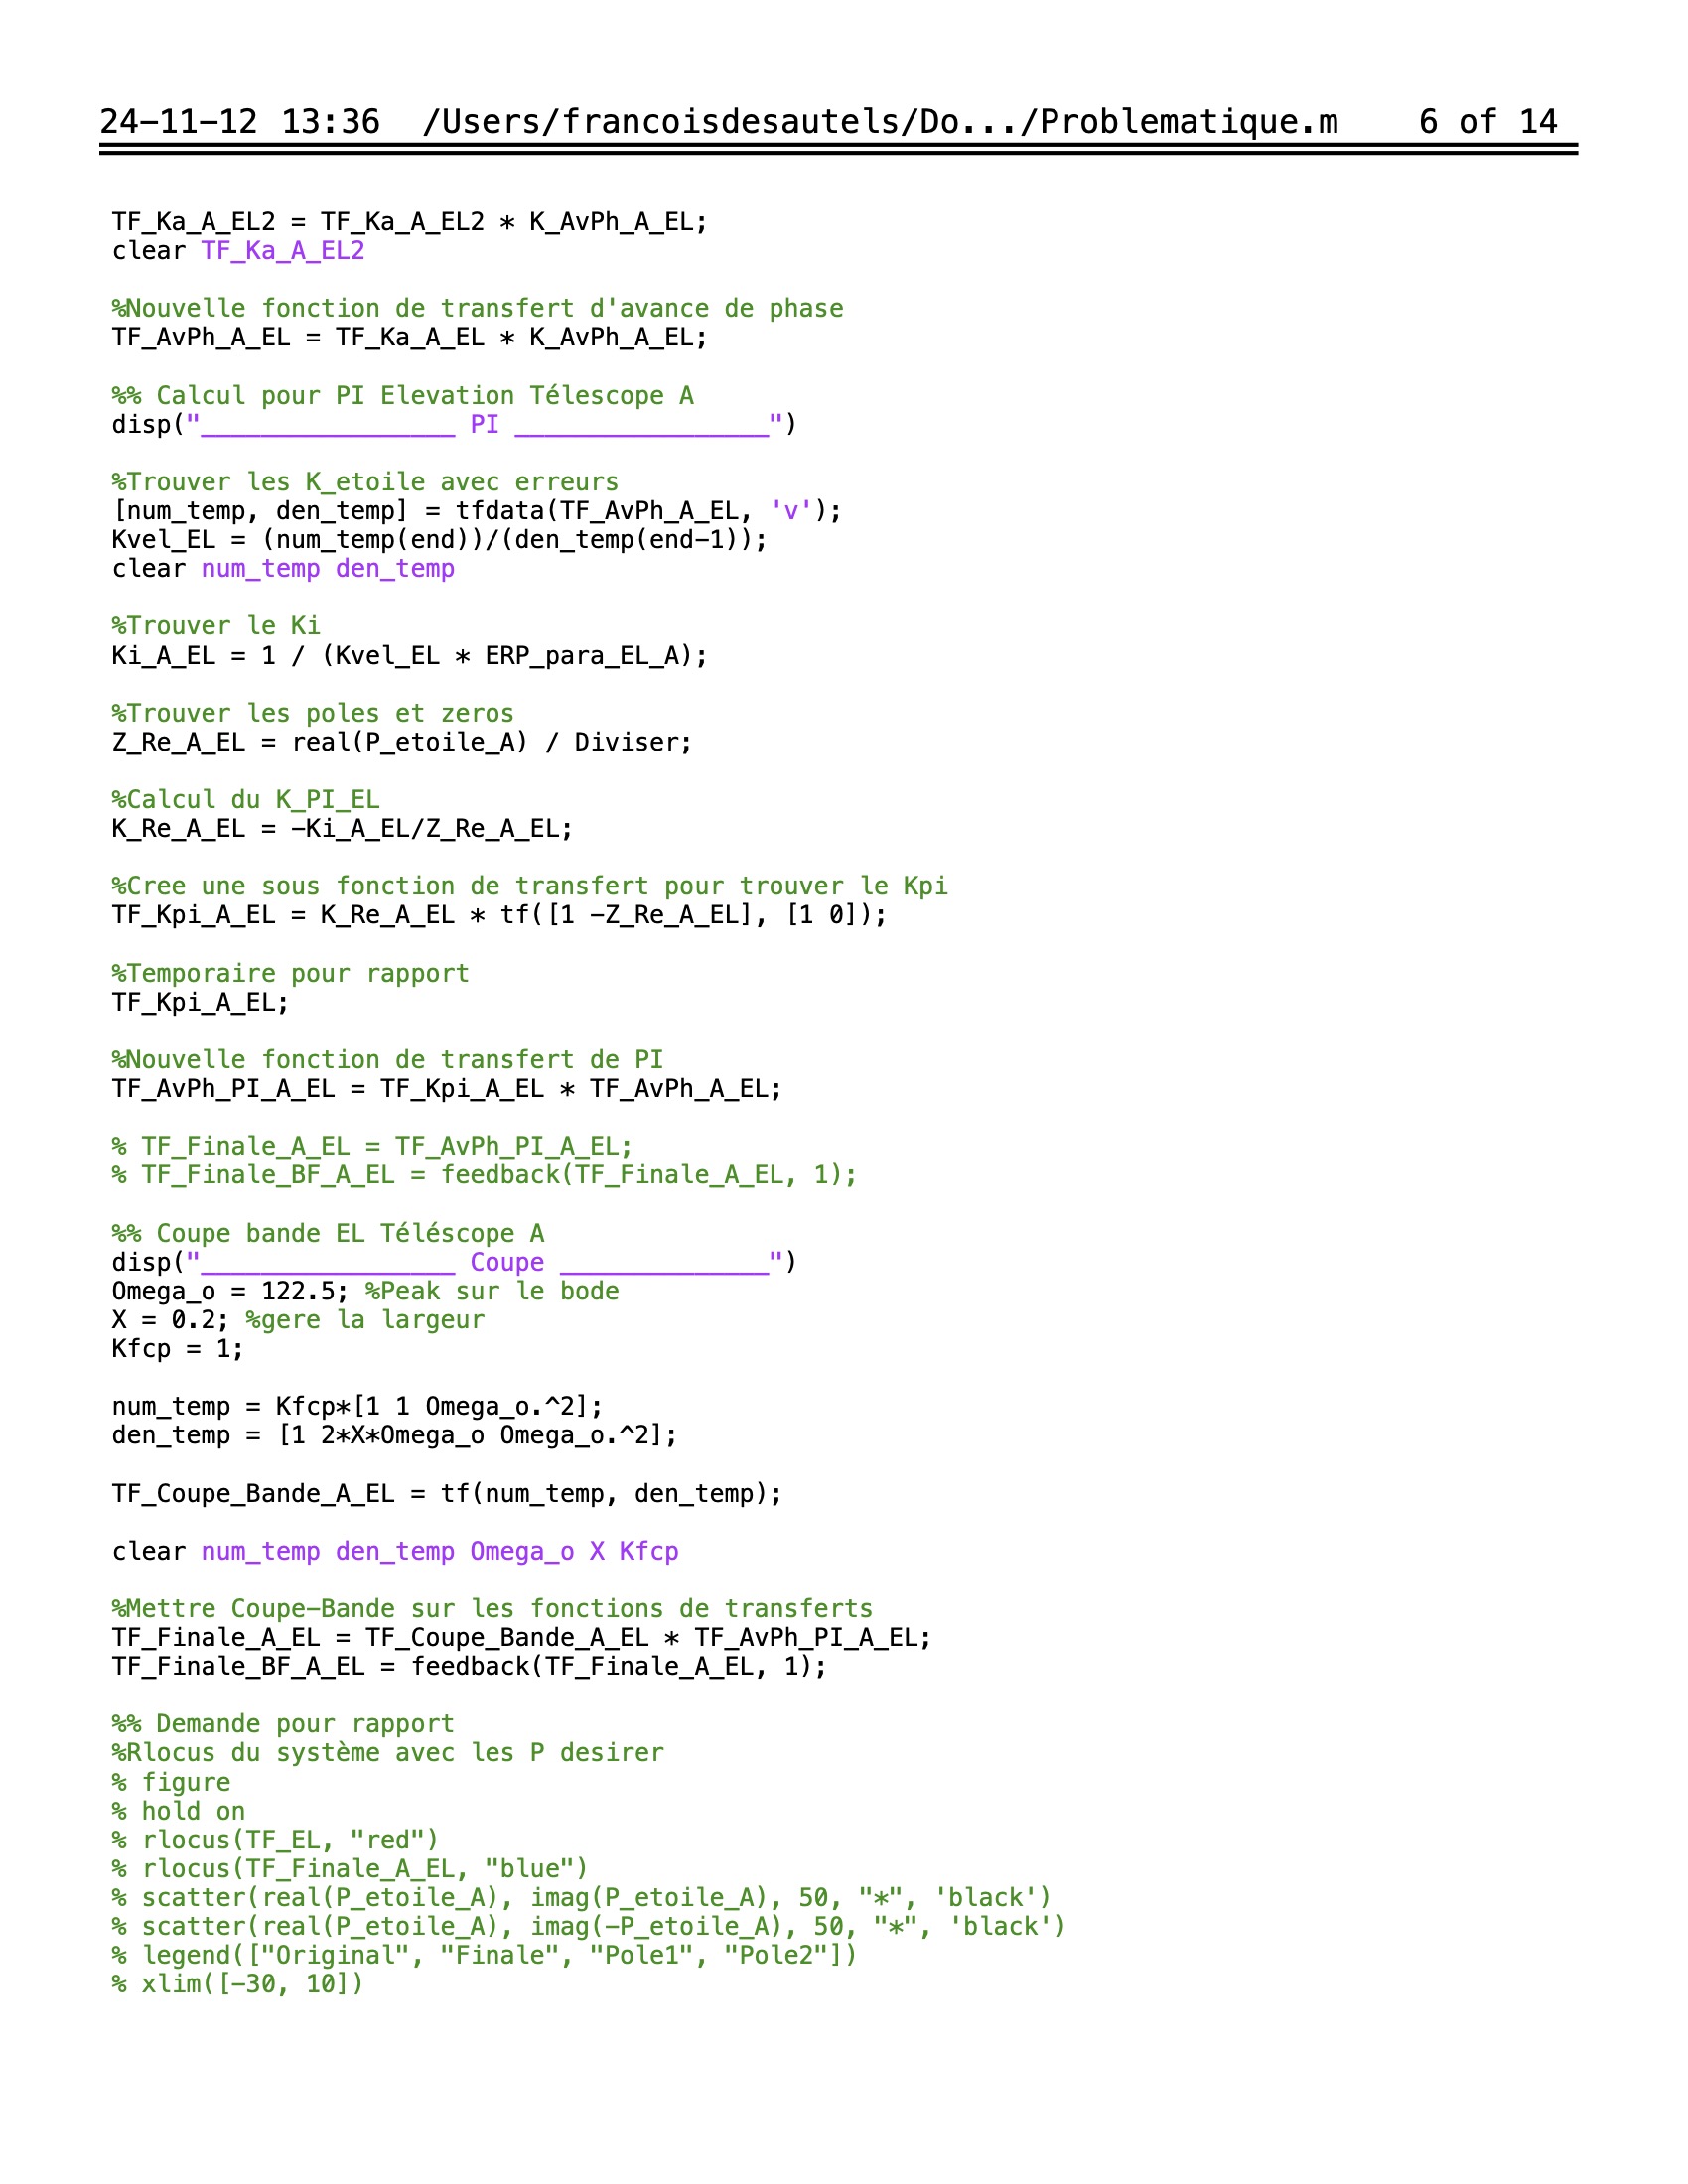 24-11-12 13:36 /Users/francoisdesautels/Do.../Problematique.m 6 of 14
TF_Ka_A_EL2 = TF_Ka_A_EL2 * K_AvPh_A_EL;
clear TF_Ka_A_EL2
%Nouvelle fonction de transfert d'avance de phase
TF_AvPh_A_EL = TF_Ka_A_EL * K_AvPh_A_EL;
%% Calcul pour PI Elevation Télescope A
disp("_________________ PI _________________")
%Trouver les K_etoile avec erreurs
[num_temp, den_temp] = tfdata(TF_AvPh_A_EL, 'v');
Kvel_EL = (num_temp(end))/(den_temp(end-1));
clear num_temp den_temp
%Trouver le Ki
Ki_A_EL = 1 / (Kvel_EL * ERP_para_EL_A);
%Trouver les poles et zeros
Z_Re_A_EL = real(P_etoile_A) / Diviser;
%Calcul du K_PI_EL
K_Re_A_EL = -Ki_A_EL/Z_Re_A_EL;
%Cree une sous fonction de transfert pour trouver le Kpi
TF_Kpi_A_EL = K_Re_A_EL * tf([1 -Z_Re_A_EL], [1 0]);
%Temporaire pour rapport
TF_Kpi_A_EL;
%Nouvelle fonction de transfert de PI
TF_AvPh_PI_A_EL = TF_Kpi_A_EL * TF_AvPh_A_EL;
% TF_Finale_A_EL = TF_AvPh_PI_A_EL;
% TF_Finale_BF_A_EL = feedback(TF_Finale_A_EL, 1);
%% Coupe bande EL Téléscope A
disp("_________________ Coupe ______________")
Omega_o = 122.5; %Peak sur le bode
X = 0.2; %gere la largeur
Kfcp = 1;
num_temp = Kfcp*[1 1 Omega_o.^2];
den_temp = [1 2*X*Omega_o Omega_o.^2];
TF_Coupe_Bande_A_EL = tf(num_temp, den_temp);
clear num_temp den_temp Omega_o X Kfcp
%Mettre Coupe-Bande sur les fonctions de transferts
TF_Finale_A_EL = TF_Coupe_Bande_A_EL * TF_AvPh_PI_A_EL;
TF_Finale_BF_A_EL = feedback(TF_Finale_A_EL, 1);
%% Demande pour rapport
%Rlocus du système avec les P desirer
% figure
% hold on
% rlocus(TF_EL, "red")
% rlocus(TF_Finale_A_EL, "blue")
% scatter(real(P_etoile_A), imag(P_etoile_A), 50, "*", 'black')
% scatter(real(P_etoile_A), imag(-P_etoile_A), 50, "*", 'black')
% legend(["Original", "Finale", "Pole1", "Pole2"])
% xlim([-30, 10])